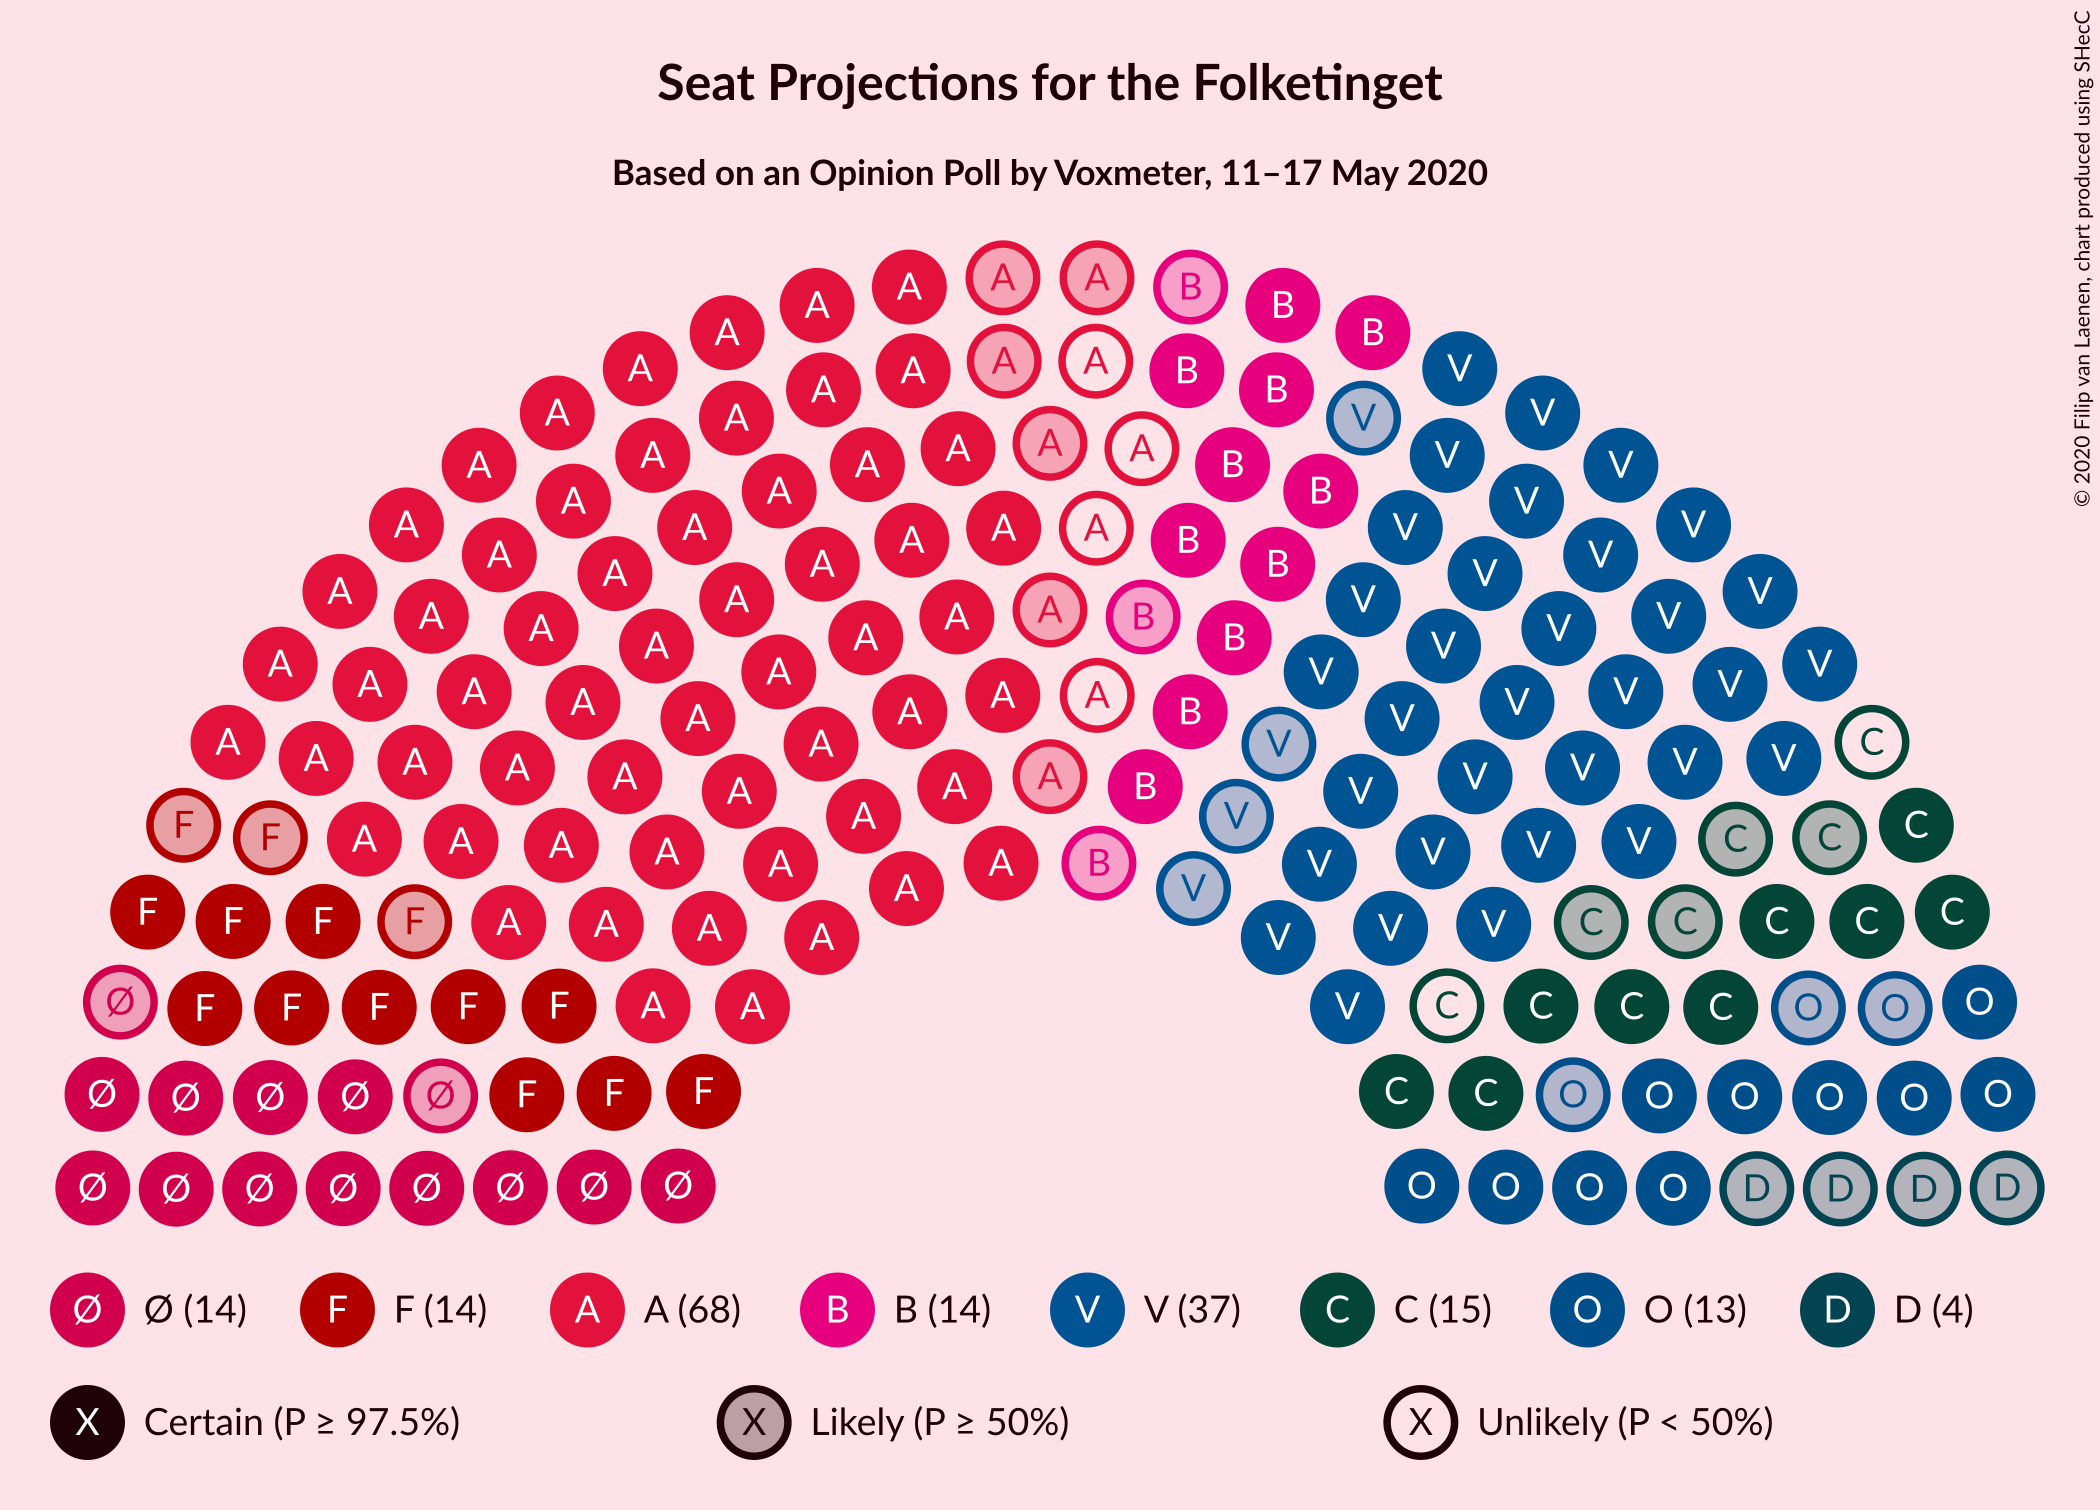 Seat Projections for the Folketinget
Based on an Opinion Poll by Voxmeter, 11–17 May 2020
© 2020 Filip van Laenen, chart produced using SHecC
A A A A B B B
A A V V
A A A A B B V
A V V
A A A A A B B V V
A A V V V
A A A A A B B V V
A A A V V V
A A A A B B V V V
A A A V V V
A A A A A B V V V
A A A A V V V C
A A A A A A V V V V V
A A A A B V V V
F F A A A A V V V C C C
A A A B V V
F F F F A A A A V V V C C C C C
Ø F F F F F A A V C C C C O O O
Ø Ø Ø Ø Ø F F F C C O O O O O O
Ø Ø Ø Ø Ø Ø Ø Ø O O O O D D D D
Ø Ø (14) F F (14) A A (68) B B (14) V V (37) C C (15) O O (13) D D (4)
X Certain (P ≥ 97.5%) X Likely (P ≥ 50%) X Unlikely (P < 50%)